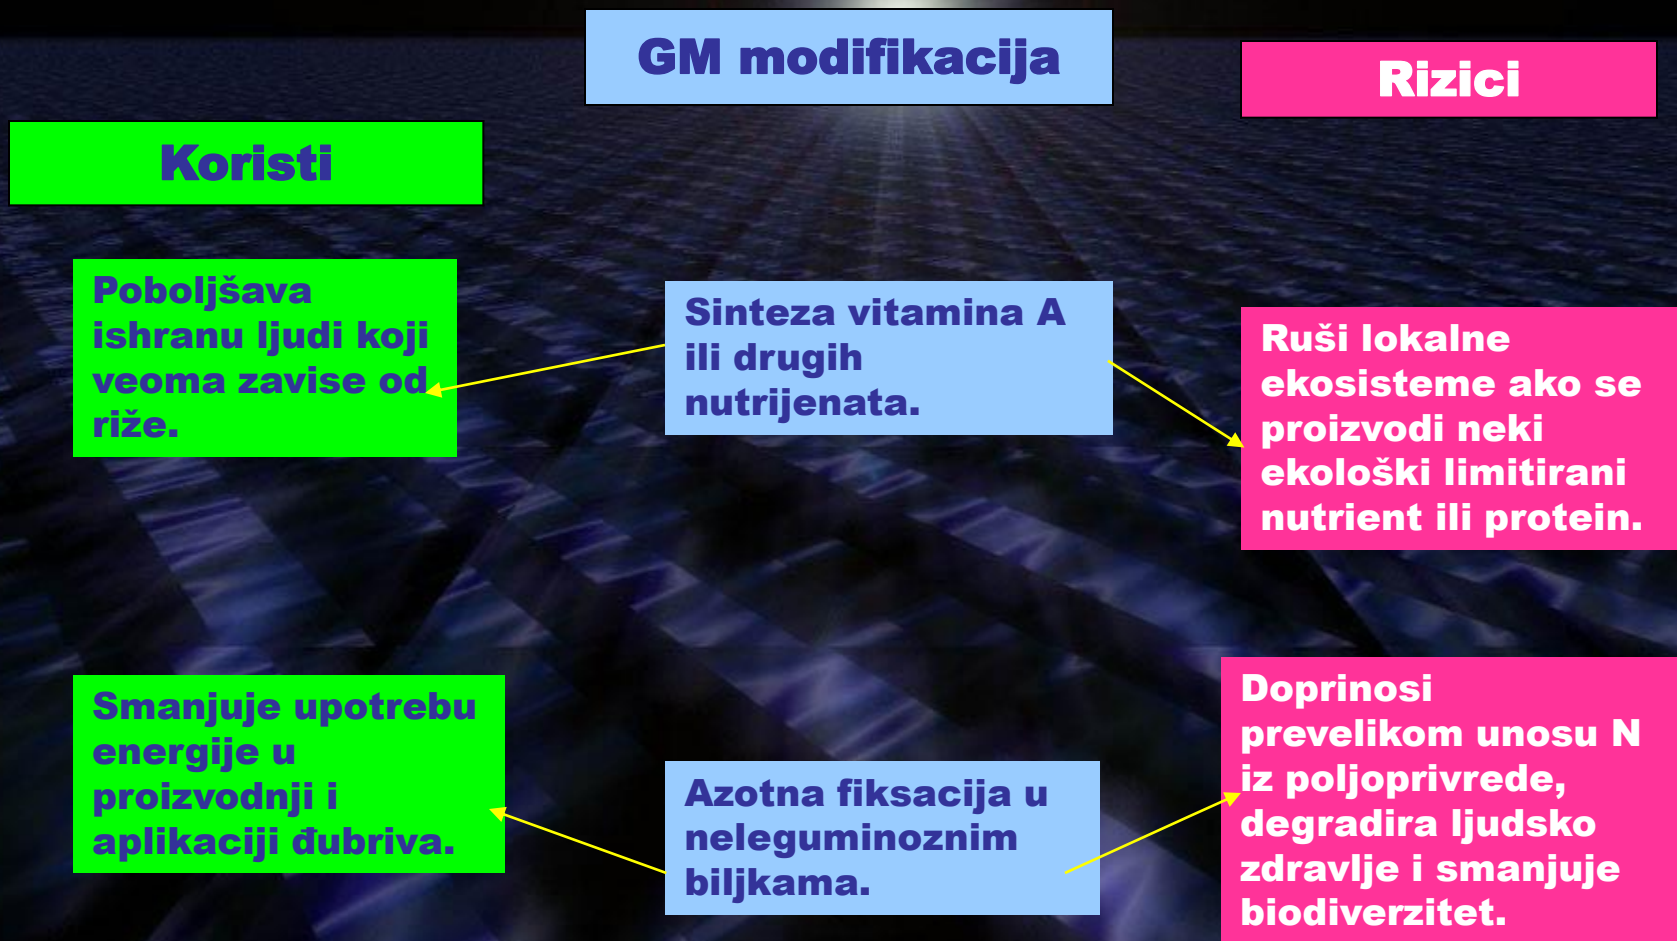 GM modifikacija
Rizici
Koristi
Poboljšava
ishranu ljudi koji
veoma zavise od
riže.
Sinteza vitamina A
ili drugih
nutrijenata.
Ruši lokalne
ekosisteme ako se
proizvodi neki
ekološki limitirani
nutrient ili protein.
Smanjuje upotrebu
energije u
proizvodnji i
aplikaciji đubriva.
Azotna fiksacija u
neleguminoznim
biljkama.
Doprinosi
prevelikom unosu N
iz poljoprivrede,
degradira ljudsko
zdravlje i smanjuje
biodiverzitet.